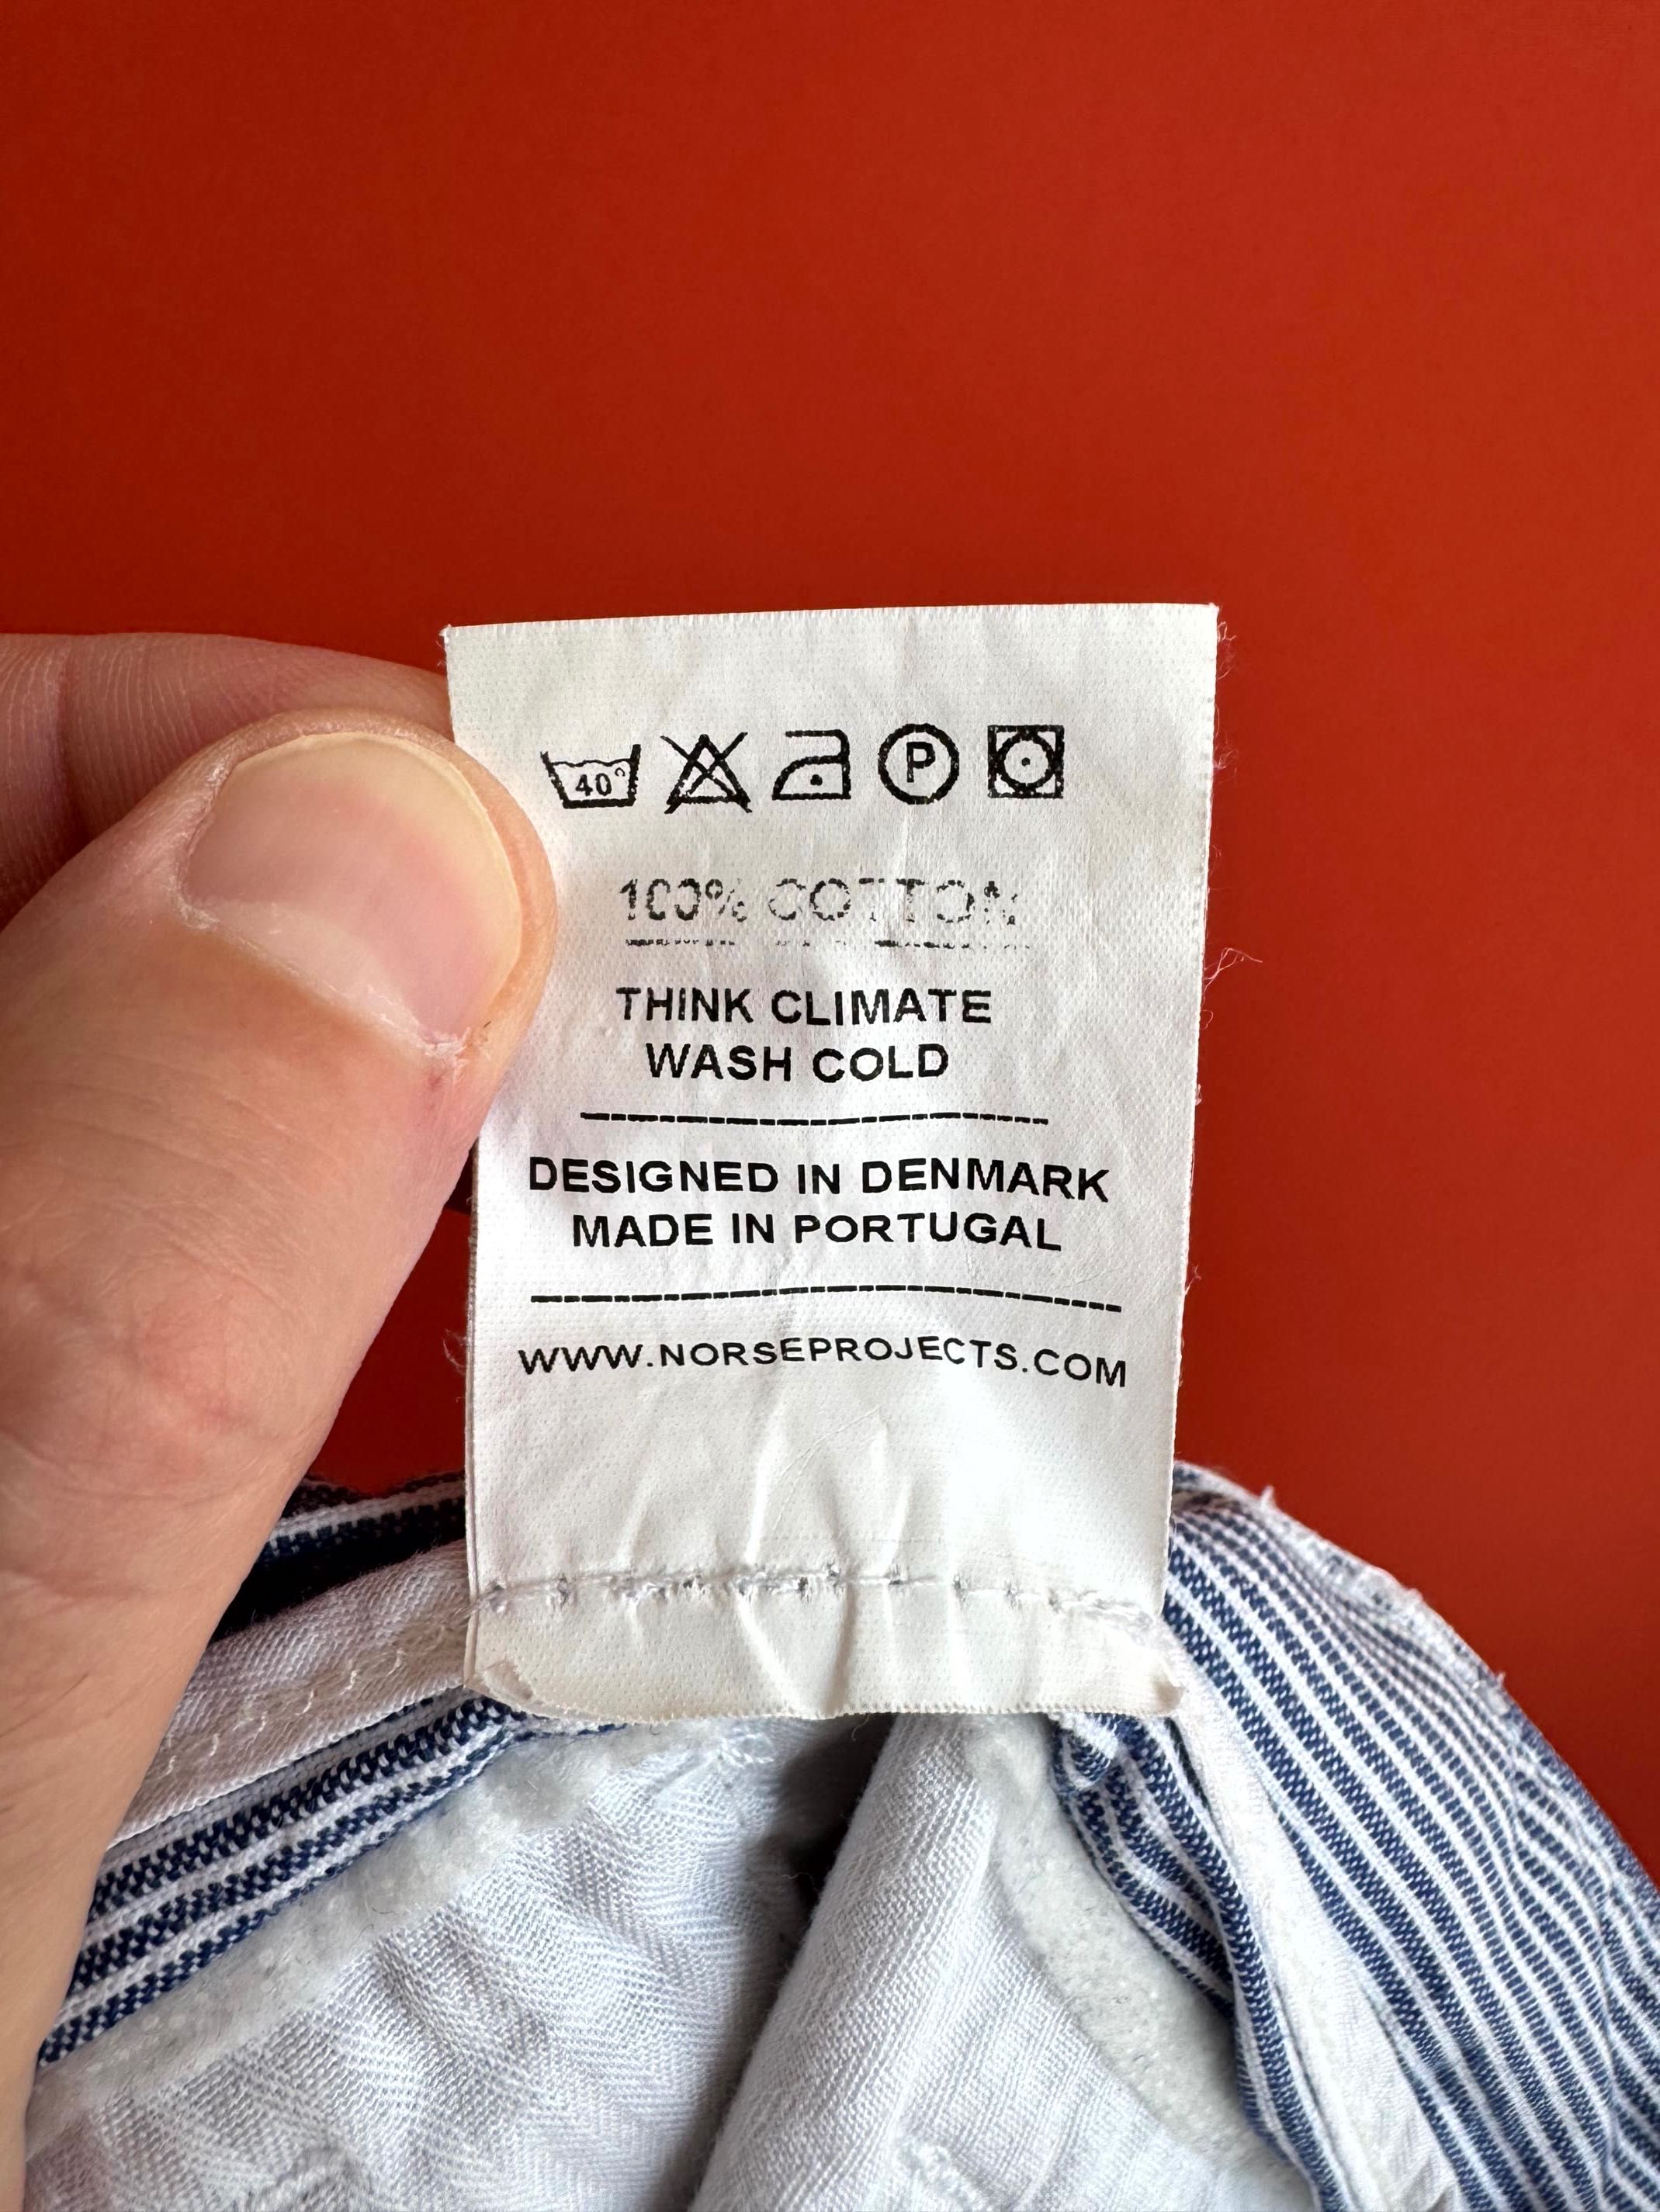 40°
P
100% COTTON
THINK CLIMATE
WASH COLD
DESIGNED IN DENMARK
MADE IN PORTUGAL
WWW.NORSEPROJECTS.COM